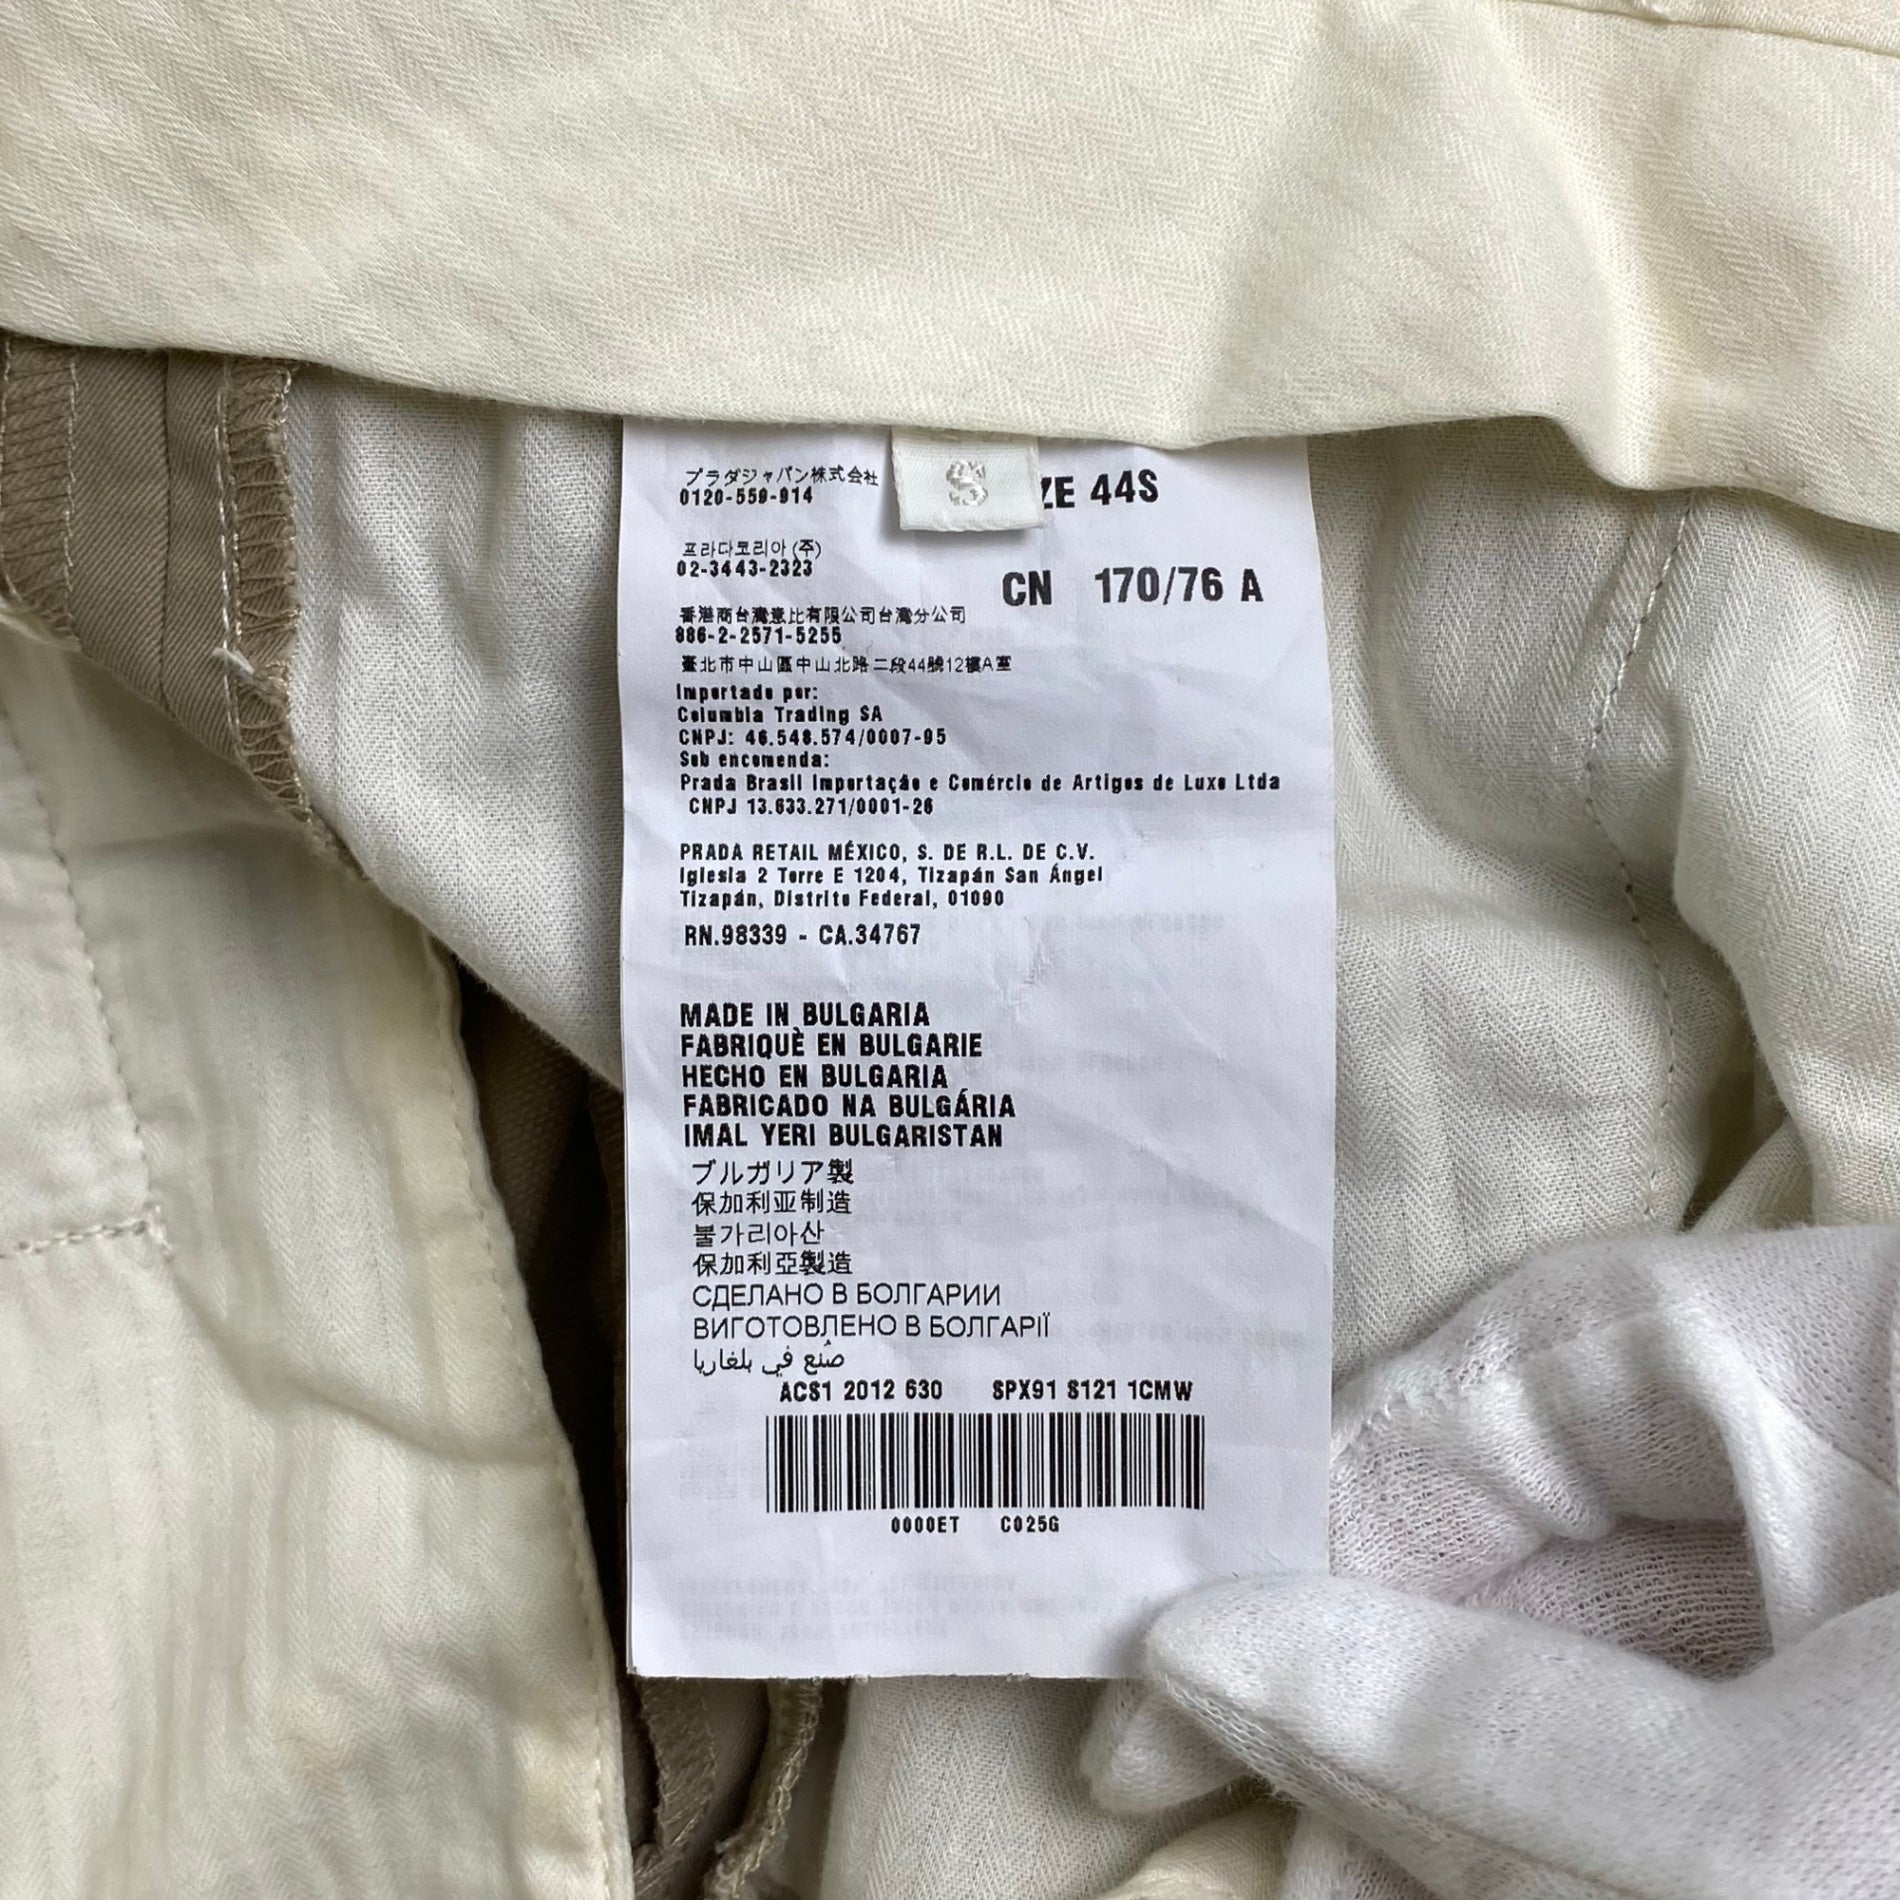 プラダジャパン株式会社
0120-559-914
S
ZE 44S
프라다코리아 (주)
02-3443-2323
CN 170/76 A
香港商台灣意比有限公司台灣分公司
886-2-2571-5255
臺北市中山區中山北路二段44號12樓A室
Importado por:
Columbia Trading SA
CNPJ: 46.548.574/0007-95
Sob encomenda:
Prada Brasil Importação e Comércio de Artigos de Luxo Ltda
CNPJ 13.633.271/0001-26
PRADA RETAIL MÉXICO, S. DE R.L. DE C.V.
Iglesia 2 Torre E 1204, Tizapán San Ángel
Tizapán, Distrito Federal, 01090
RN.98339 - CA.34767
MADE IN BULGARIA
FABRIQUÈ EN BULGARIE
HECHO EN BULGARIA
FABRICADO NA BULGÁRIA
IMAL YERI BULGARISTAN
ブルガリア製
保加利亚制造
불가리아산
保加利亞製造
СДЕЛАНО В БОЛГАРИИ
ВИГОТОВЛЕНО В БОЛГАРІЇ
صُنع في بلغاريا
ACS1 2012 630 SPX91 S121 1CMW
0000ET C025G